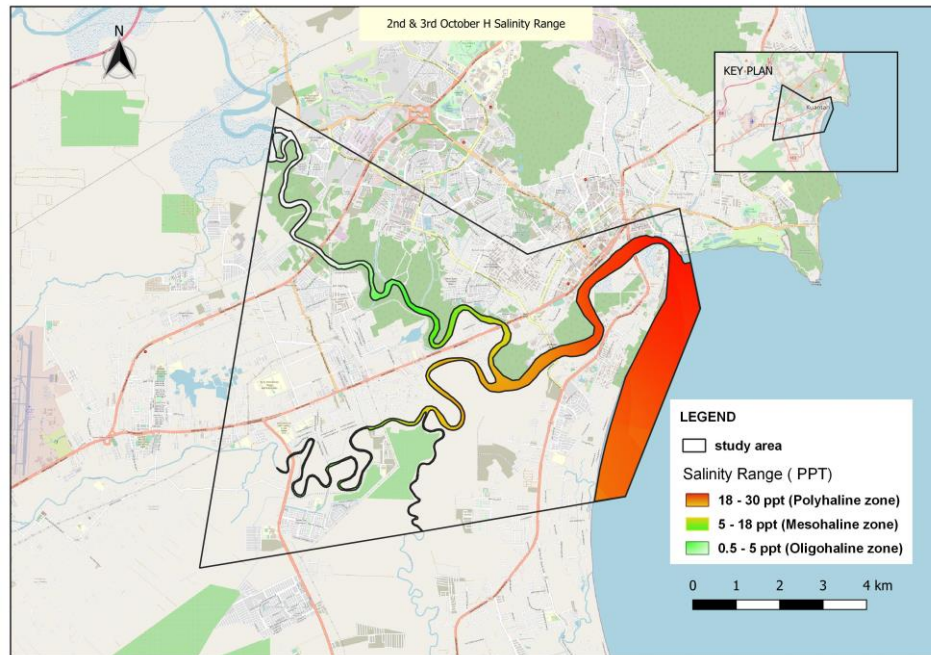 2nd & 3rd October H Salinity Range
N
KEY PLAN
Kuantan
LEGEND
study area
Salinity Range ( PPT)
18 - 30 ppt (Polyhaline zone)
5 - 18 ppt (Mesohaline zone)
0.5 - 5 ppt (Oligohaline zone)
0 1 2 3 4 km